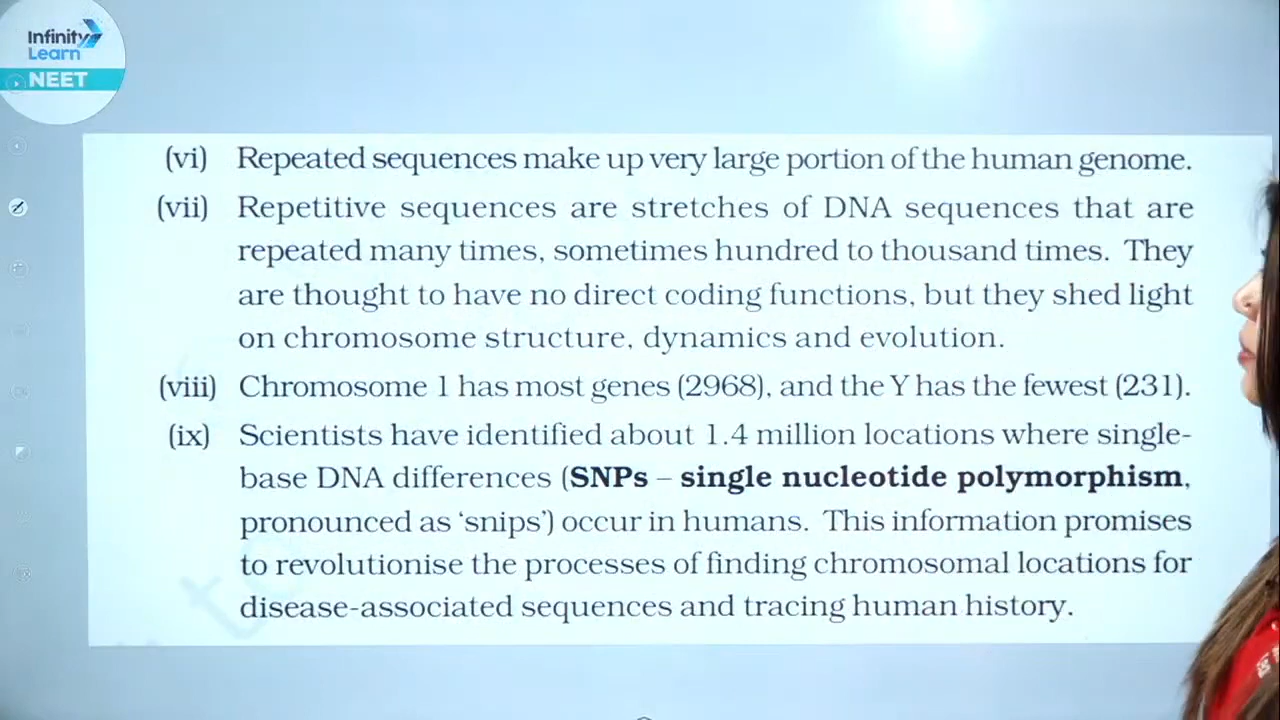 Infinity
Learn
NEET
(vi) Repeated sequences make up very large portion of the human genome.
(vii) Repetitive sequences are stretches of DNA sequences that are
repeated many times, sometimes hundred to thousand times. They
are thought to have no direct coding functions, but they shed light
on chromosome structure, dynamics and evolution.
(viii) Chromosome 1 has most genes (2968), and the Y has the fewest (231).
(ix) Scientists have identified about 1.4 million locations where single-
base DNA differences (SNPs – single nucleotide polymorphism,
pronounced as ‘snips’) occur in humans. This information promises
to revolutionise the processes of finding chromosomal locations for
disease-associated sequences and tracing human history.
to